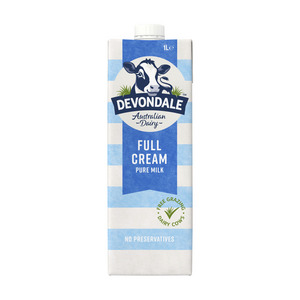 1L℮
DEVONDALE
Australian
Dairy
FULL
CREAM
PURE MILK
FREE GRAZING
DAIRY COWS
NO PRESERVATIVES